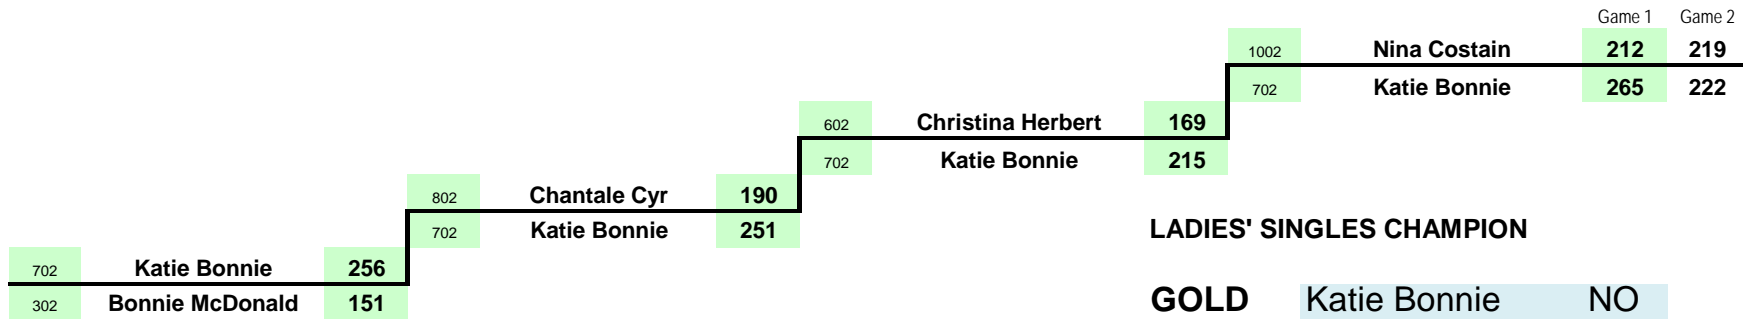 Game 1 Game 2
1002 Nina Costain 212 219
702 Katie Bonnie 265 222
602 Christina Herbert 169
702 Katie Bonnie 215
802 Chantale Cyr 190
702 Katie Bonnie 251
LADIES' SINGLES CHAMPION
702 Katie Bonnie 256
302 Bonnie McDonald 151
GOLD Katie Bonnie NO